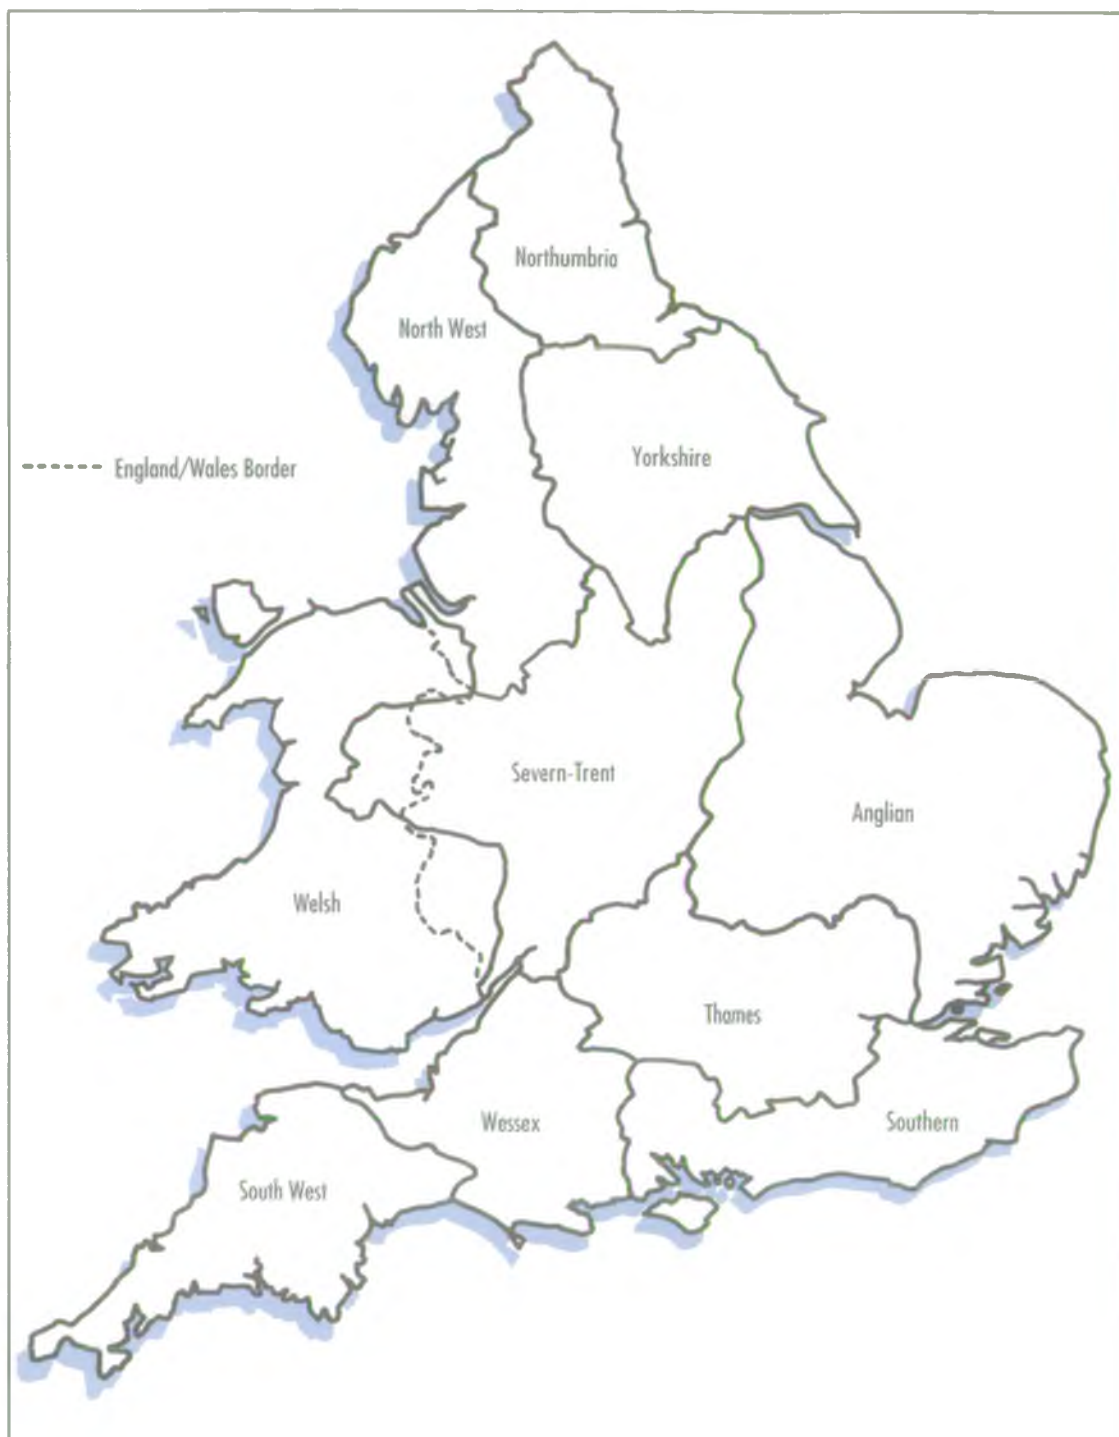 Northumbria
North West
Yorkshire
England/Wales Border
Severn-Trent
Anglian
Welsh
Thames
Wessex
Southern
South West